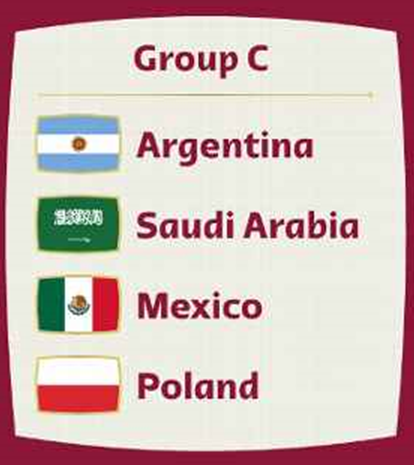 Group C
Argentina
Saudi Arabia
Mexico
Poland